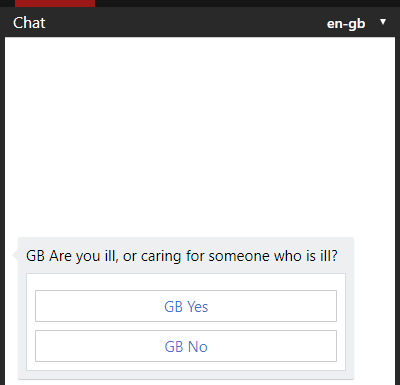 Chat en-gb ▼
GB Are you ill, or caring for someone who is ill?
GB Yes
GB No